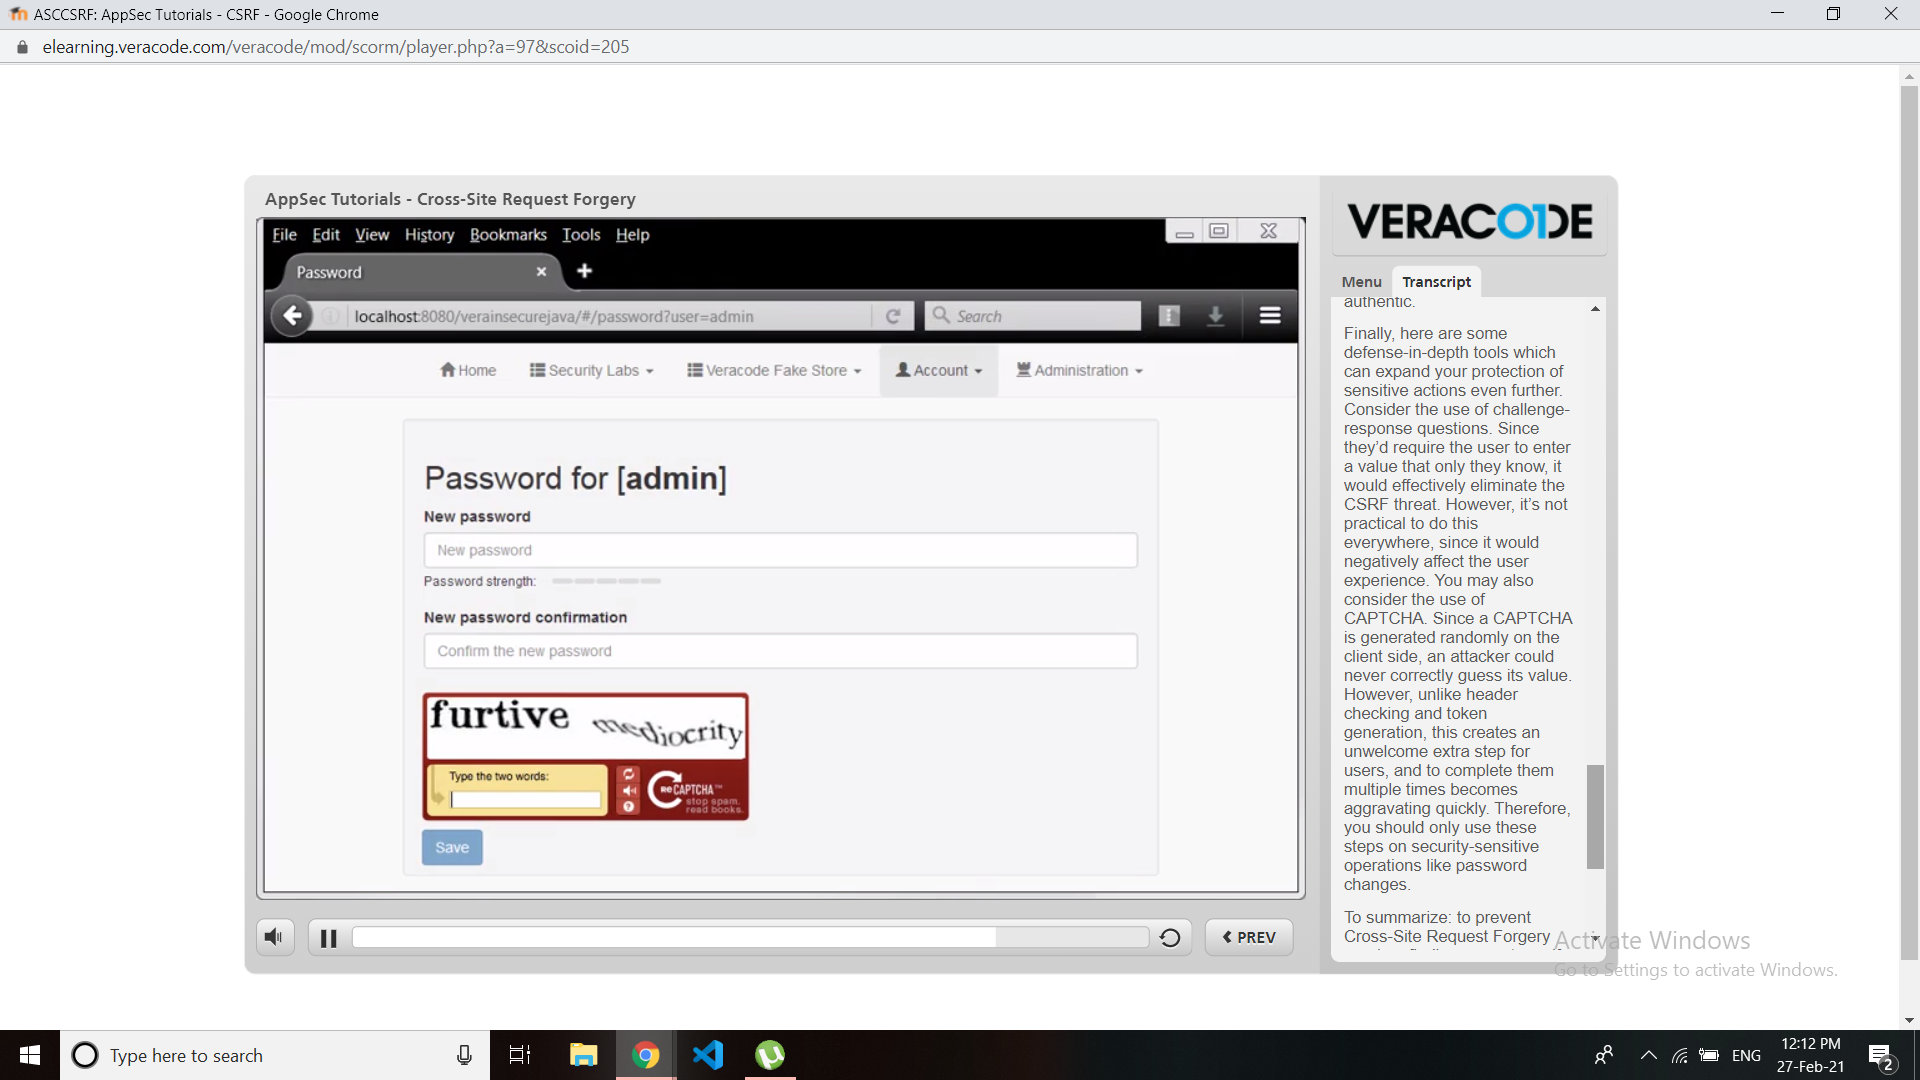 ASCCSRF: AppSec Tutorials - CSRF - Google Chrome
elearning.veracode.com/veracode/mod/scorm/player.php?a=97&scoid=205
AppSec Tutorials - Cross-Site Request Forgery
File Edit View History Bookmarks Tools Help
Password
localhost:8080/verainsecurejava/#/password?user=admin
Search
Home Security Labs Veracode Fake Store Account Administration
Password for [admin]
New password
New password
Password strength:
New password confirmation
Confirm the new password
furtive mediocrity
Type the two words:
reCAPTCHA™
stop spam.
read books.
Save
PREV
VERACODE
Menu Transcript
authentic.
Finally, here are some
defense-in-depth tools which
can expand your protection of
sensitive actions even further.
Consider the use of challenge-
response questions. Since
they'd require the user to enter
a value that only they know, it
would effectively eliminate the
CSRF threat. However, it's not
practical to do this
everywhere, since it would
negatively affect the user
experience. You may also
consider the use of
CAPTCHA. Since a CAPTCHA
is generated randomly on the
client side, an attacker could
never correctly guess its value.
However, unlike header
checking and token
generation, this creates an
unwelcome extra step for
users, and to complete them
multiple times becomes
aggravating quickly. Therefore,
you should only use these
steps on security-sensitive
operations like password
changes.
To summarize: to prevent
Cross-Site Request Forgery
Activate Windows
Go to Settings to activate Windows.
Type here to search
ENG
12:12 PM
27-Feb-21
2